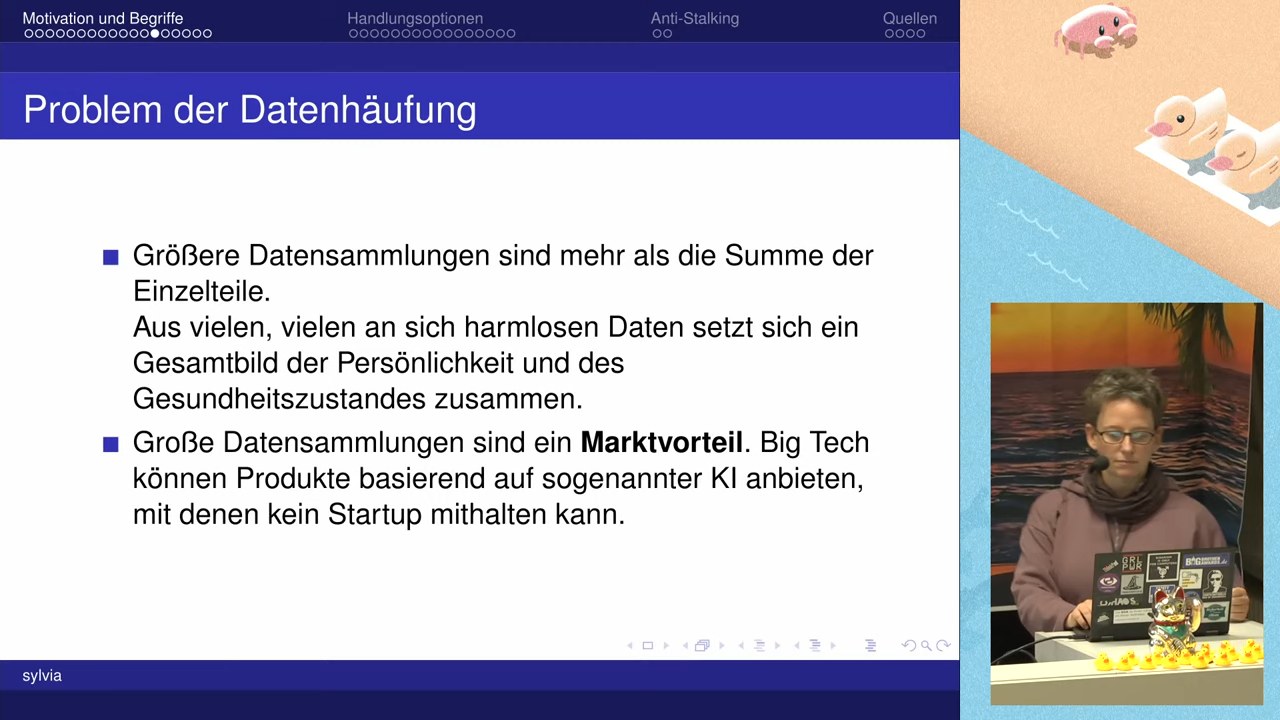 Motivation und Begriffe
Handlungsoptionen
Anti-Stalking
Quellen
Problem der Datenhäufung
Größere Datensammlungen sind mehr als die Summe der
Einzelteile.
Aus vielen, vielen an sich harmlosen Daten setzt sich ein
Gesamtbild der Persönlichkeit und des
Gesundheitszustandes zusammen.
Große Datensammlungen sind ein Marktvorteil. Big Tech
können Produkte basierend auf sogenannter KI anbieten,
mit denen kein Startup mithalten kann.
sylvia
GRL
PWR